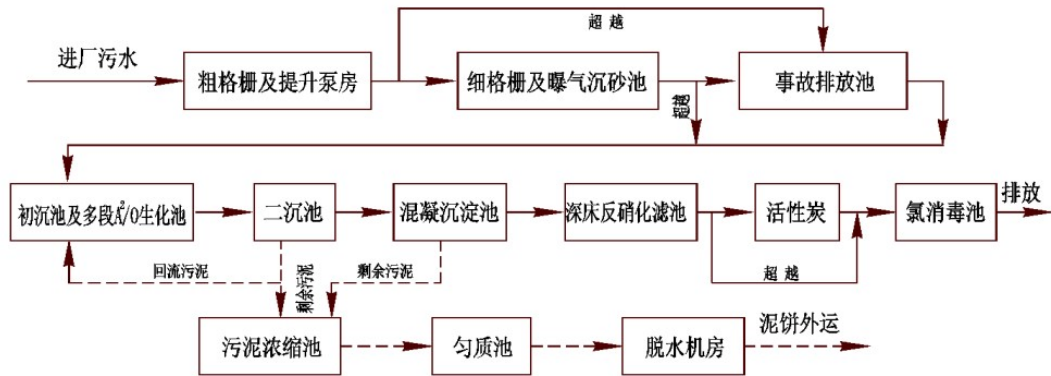 超越
进厂污水
粗格栅及提升泵房
细格栅及曝气沉砂池
事故排放池
超越
初沉池及多段A²/O生化池
二沉池
混凝沉淀池
深床反硝化滤池
活性炭
氯消毒池
排放
回流污泥
剩余污泥
剩余污泥
超越
污泥浓缩池
匀质池
脱水机房
泥饼外运